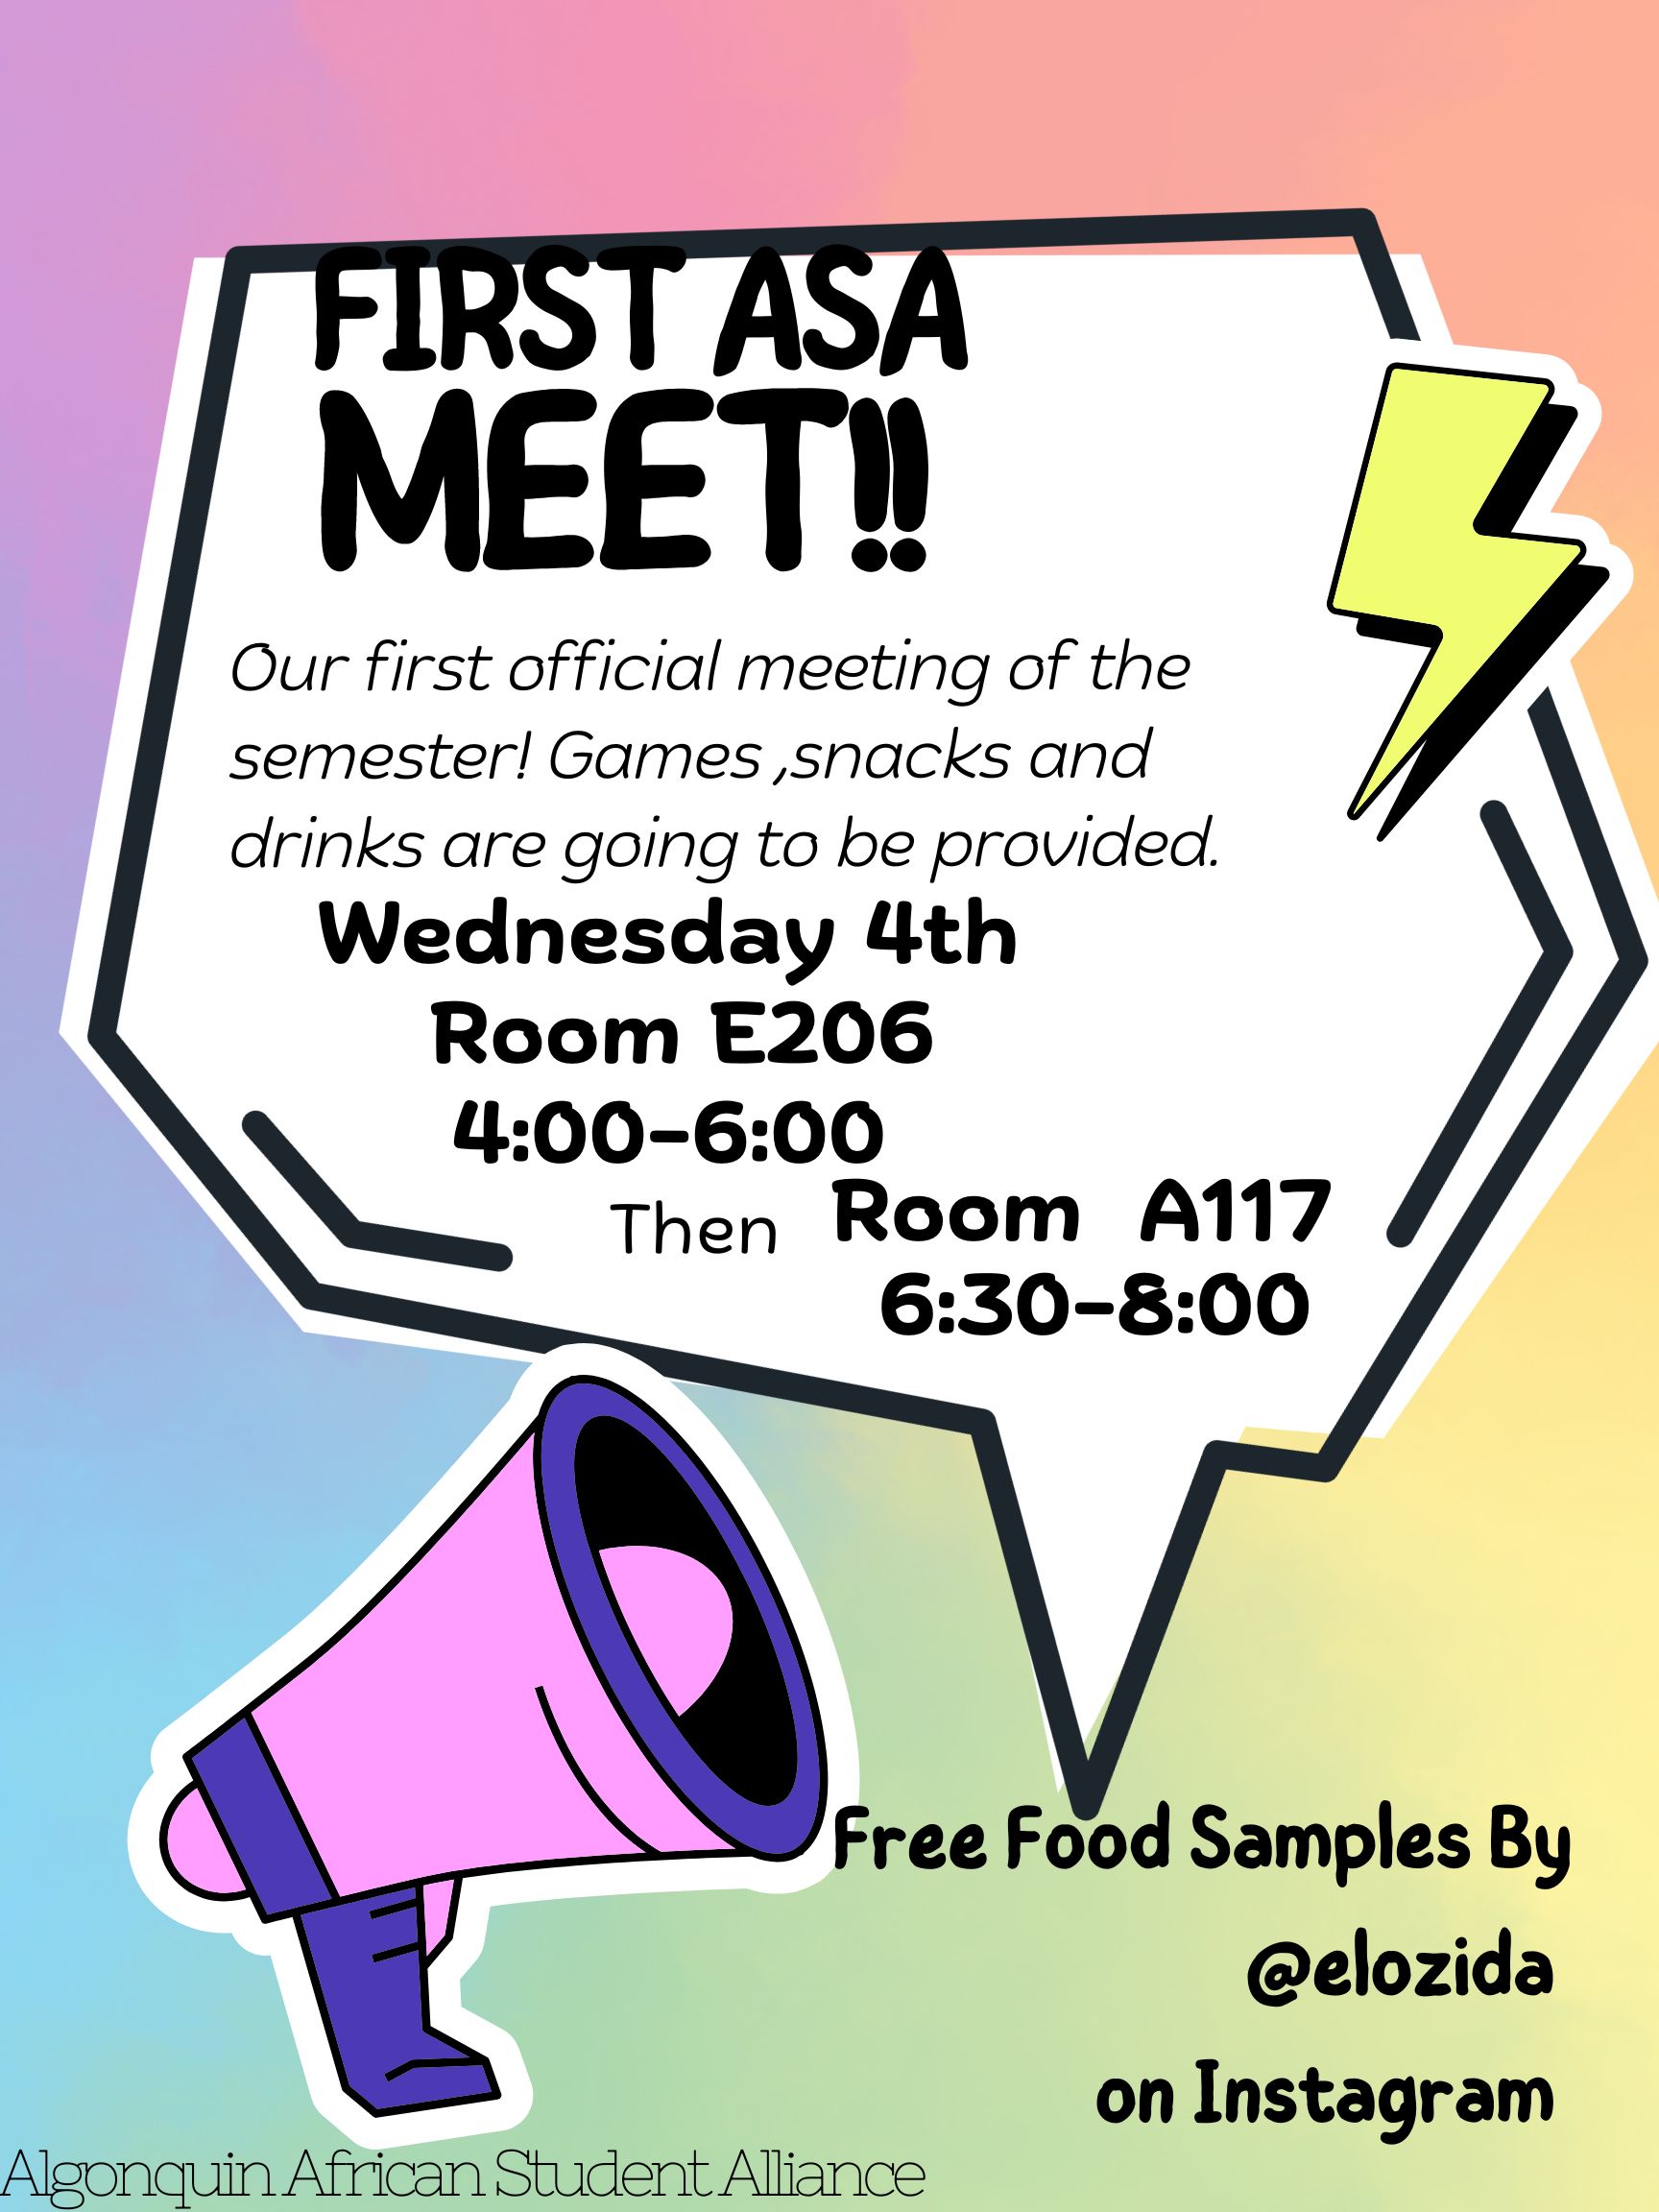 FIRST ASA
MEET!!
Our first official meeting of the
semester! Games ,snacks and
drinks are going to be provided.
Wednesday 4th
Room E206
4:00-6:00
Then Room A117
6:30-8:00
Free Food Samples By
@elozida
on Instagram
Algonquin African Student Alliance